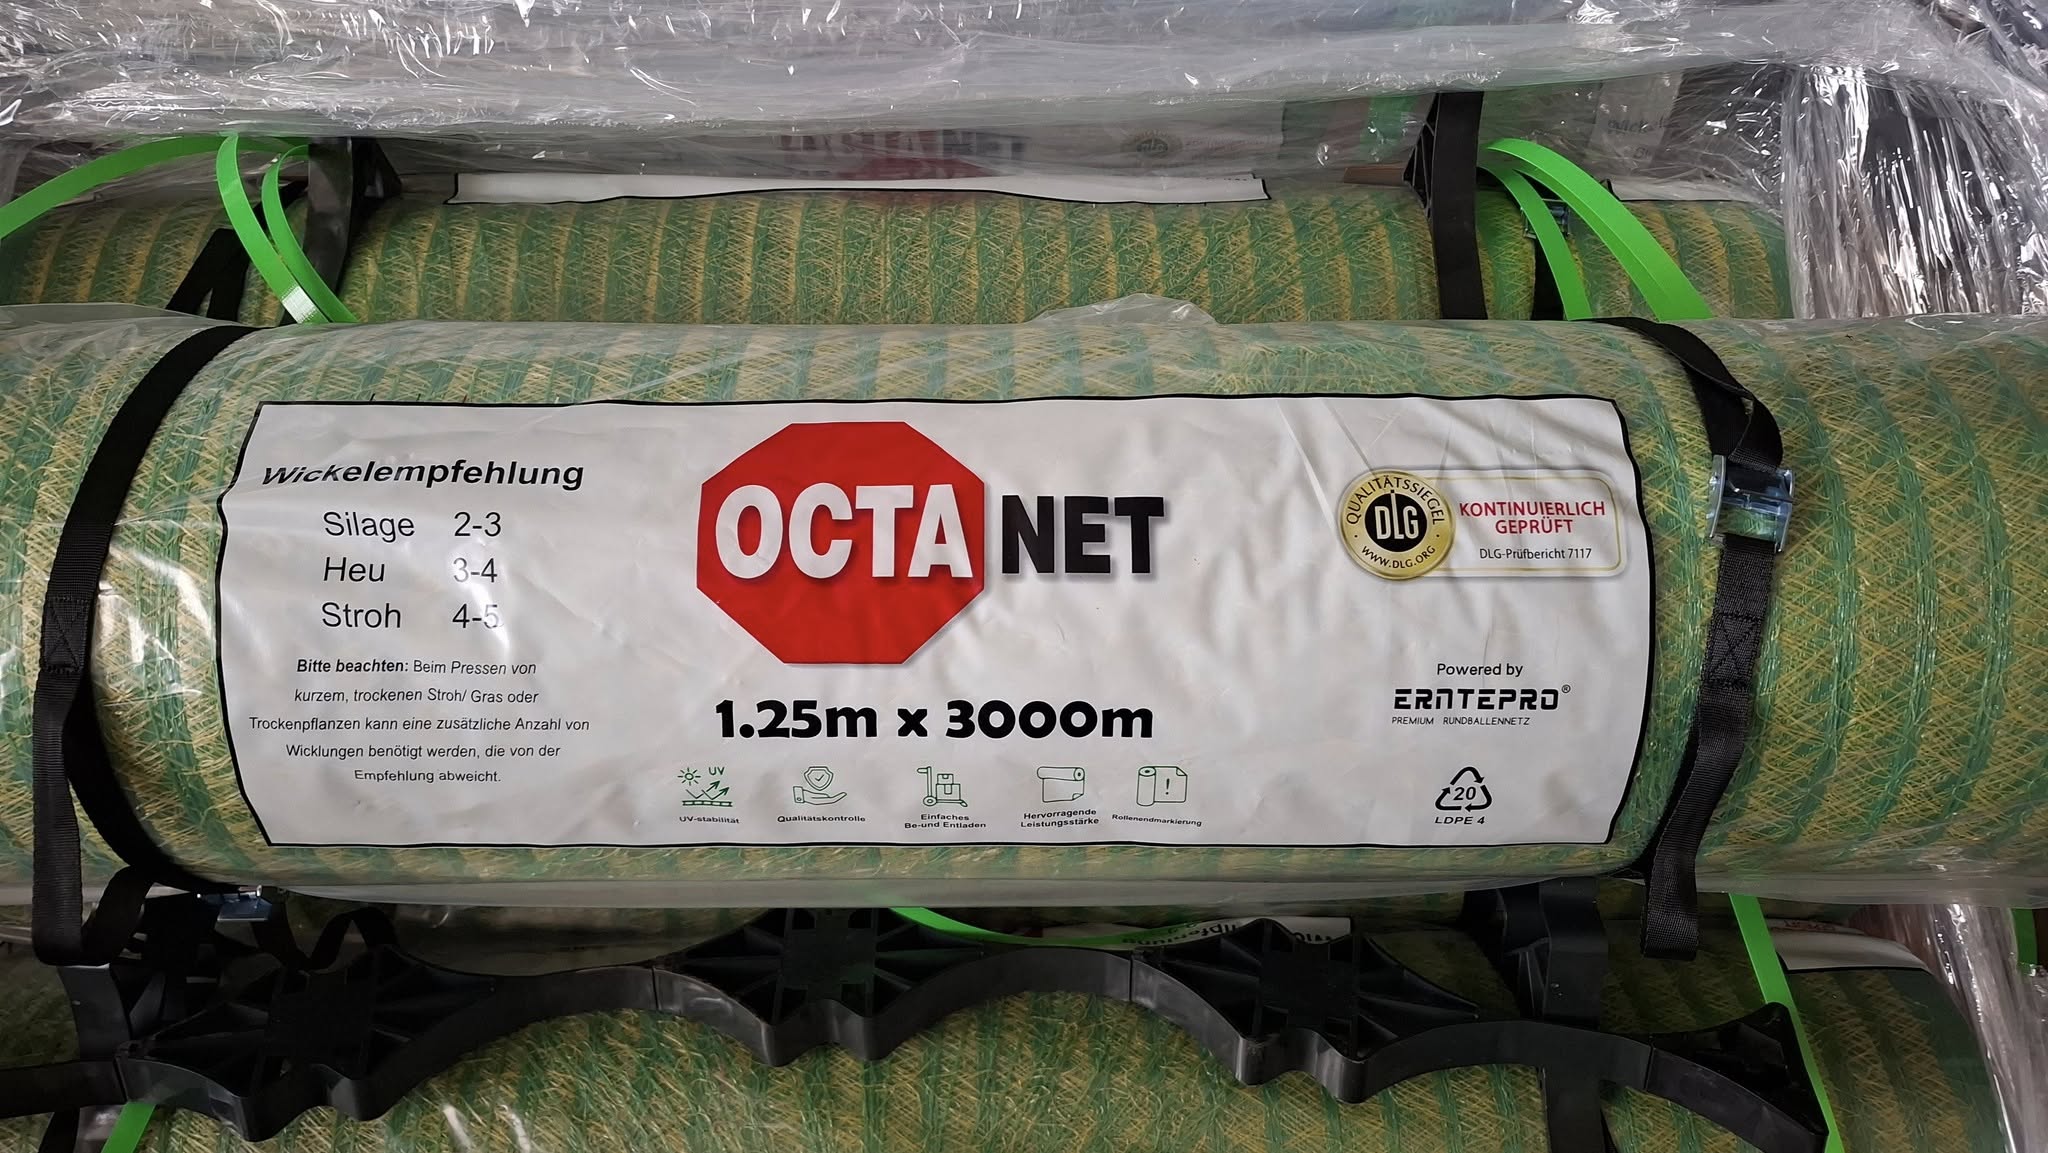 OCTA NET
Wickelempfehlung
Silage 2-3
Heu 3-4
Stroh 4-5
Bitte beachten: Beim Pressen von
kurzem, trockenen Stroh/ Gras oder
Trockenpflanzen kann eine zusätzliche Anzahl von
Wicklungen benötigt werden, die von der
Empfehlung abweicht.
OCTA NET
1.25m x 3000m
UV
UV-stabilität
Qualitätskontrolle
Einfaches
Be-und Entladen
Hervorragende
Leistungsstärke
!
Rollenendmarkierung
QUALITÄTSSIEGEL
DLG
WWW.DLG.ORG
KONTINUIERLICH
GEPRÜFT
DLG-Prüfbericht 7117
Powered by
ERNTEPRO®
PREMIUM RUNDBALLENNETZ
20
LDPE 4